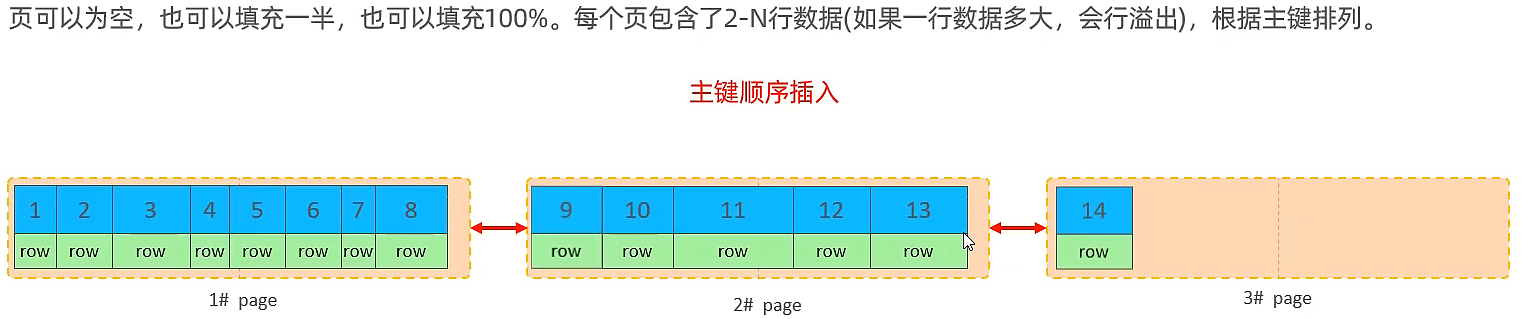 页可以为空，也可以填充一半，也可以填充100%。每个页包含了2-N行数据(如果一行数据多大，会行溢出)，根据主键排列。
主键顺序插入
1 2 3 4 5 6 7 8 9 10 11 12 13 14
row row row row row row row row row row row row row row
1# page 2# page 3# page